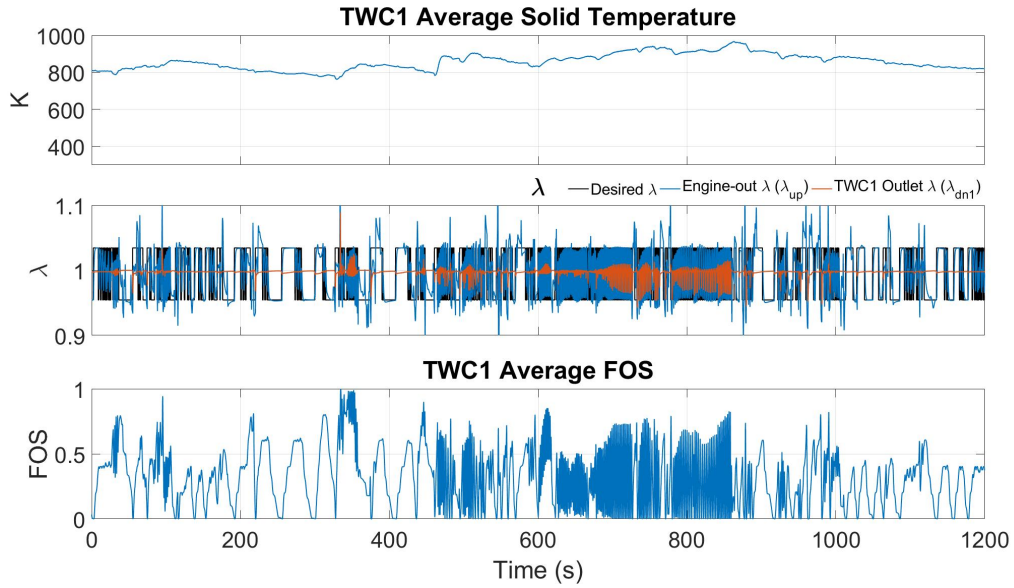 TWC1 Average Solid Temperature
1000
800
600
400
K
λ
Desired λ Engine-out λ (λup) TWC1 Outlet λ (λdn1)
1.1
1
0.9
λ
TWC1 Average FOS
1
0.5
0
FOS
0 200 400 600 800 1000 1200
Time (s)